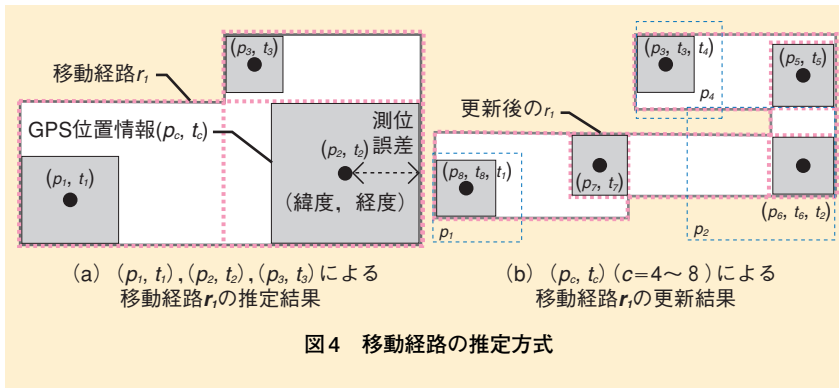 (p3, t3)
移動経路r1
GPS位置情報(pc, tc)
測位
誤差
(p2, t2)
(緯度,経度)
(p1, t1)
(a) (p1, t1),(p2, t2),(p3, t3)による
移動経路r1の推定結果
(p3, t3, t4)
(p5, t5)
p4
更新後のr1
(p8, t8, t1)
(p7, t7)
(p6, t6, t2)
p1
p2
(b) (pc, tc)(c=4~8)による
移動経路r1の更新結果
図4 移動経路の推定方式